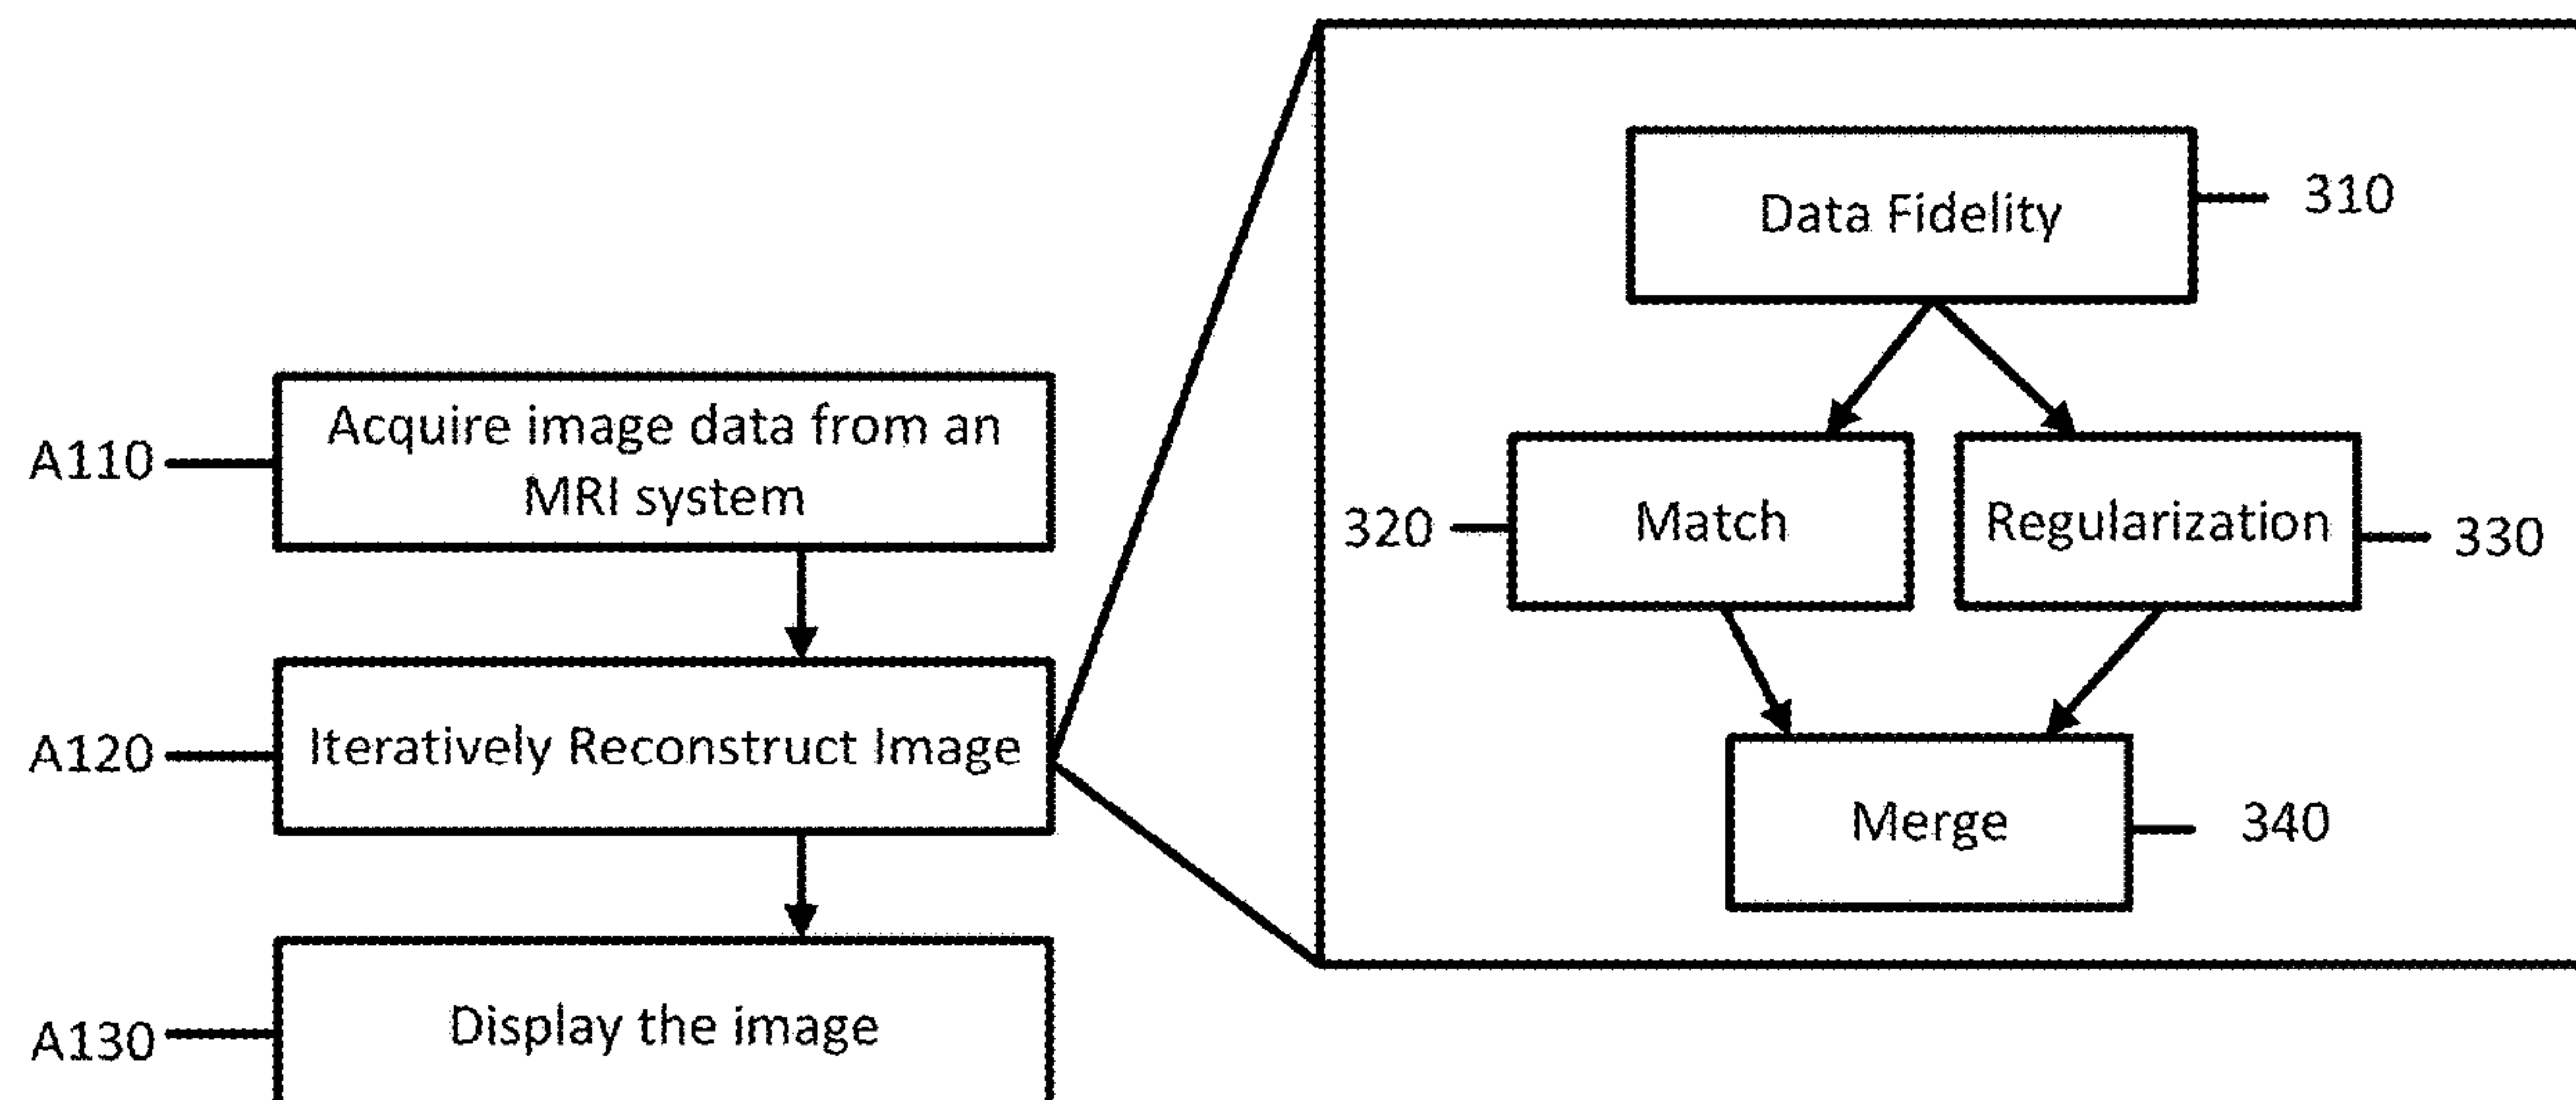 Data Fidelity
310
Acquire image data from an
MRI system
A110
320
Match
Regularization
330
A120
Iteratively Reconstruct Image
Merge
340
A130
Display the image